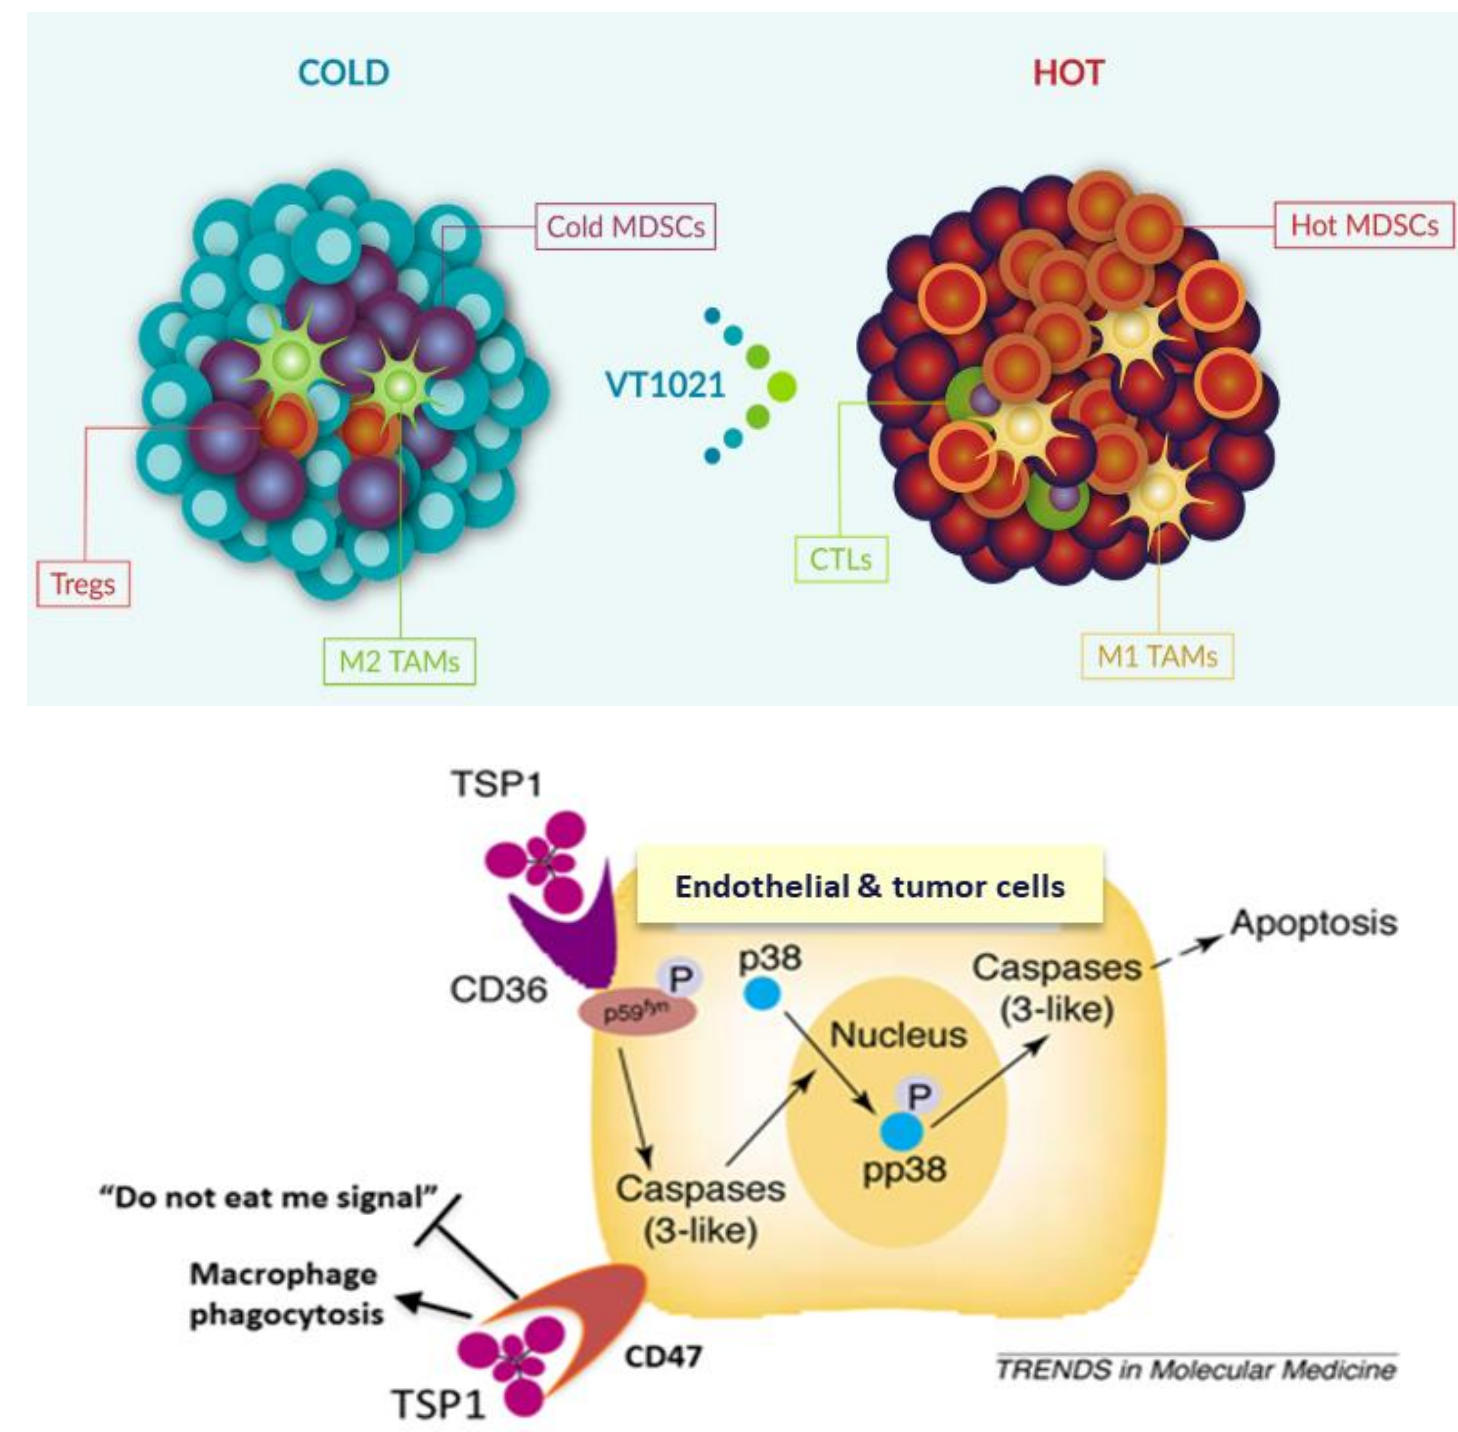 COLD
HOT
Cold MDSCs
Hot MDSCs
VT1021
CTLs
Tregs
M2 TAMs
M1 TAMs
TSP1
Endothelial & tumor cells
Apoptosis
p38
Caspases
(3-like)
CD36
P
p59fyn
Nucleus
P
pp38
Caspases
(3-like)
“Do not eat me signal”
Macrophage
phagocytosis
CD47
TSP1
TRENDS in Molecular Medicine